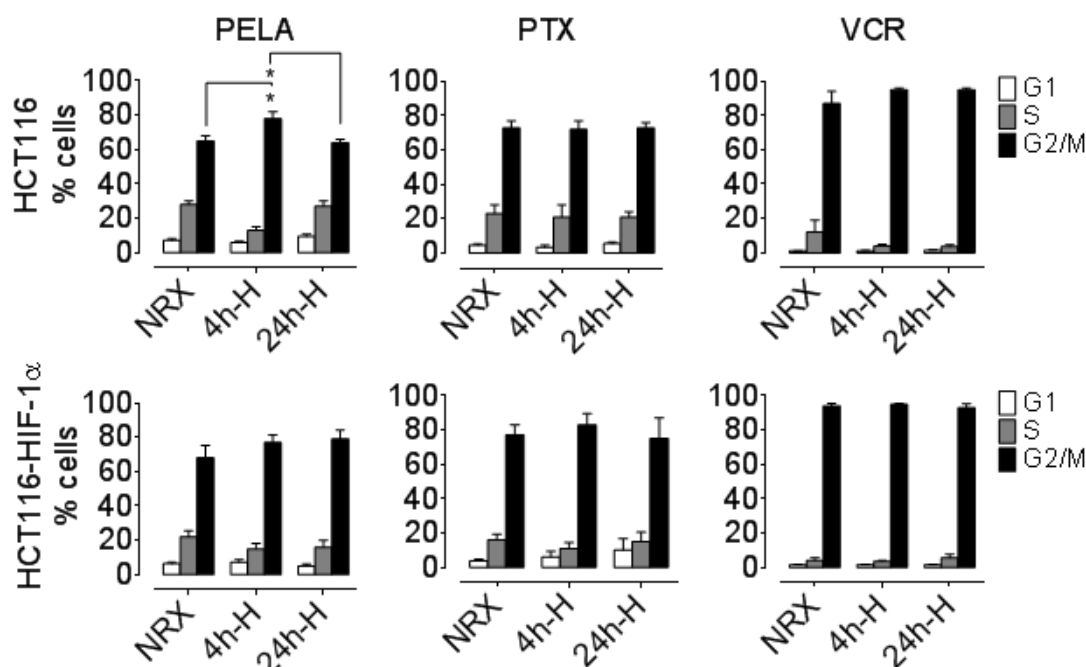 PELA PTX VCR
HCT116
% cells
100 80 60 40 20 0
*
*
NRX 4h-H 24h-H
100 80 60 40 20 0
NRX 4h-H 24h-H
100 80 60 40 20 0
NRX 4h-H 24h-H
G1
S
G2/M
HCT116-HIF-1α
% cells
100 80 60 40 20 0
NRX 4h-H 24h-H
100 80 60 40 20 0
NRX 4h-H 24h-H
100 80 60 40 20 0
NRX 4h-H 24h-H
G1
S
G2/M